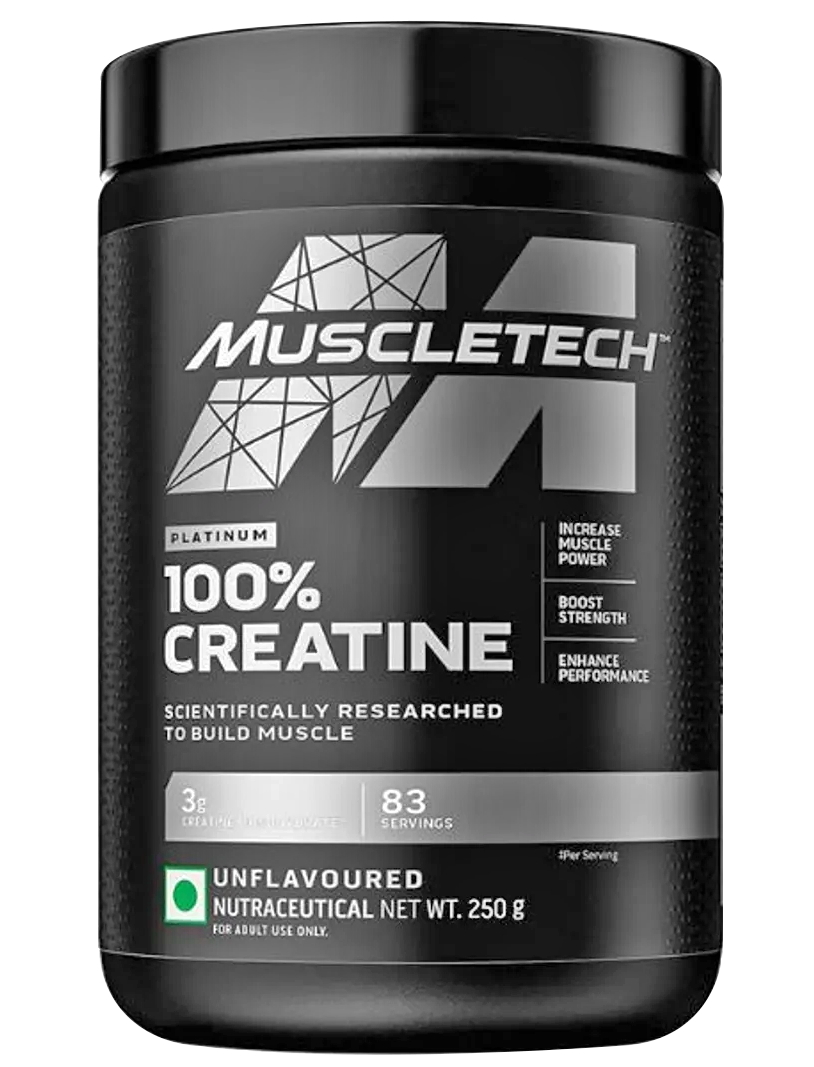 MUSCLETECH™
PLATINUM
100%
CREATINE
SCIENTIFICALLY RESEARCHED
TO BUILD MUSCLE
INCREASE
MUSCLE
POWER
BOOST
STRENGTH
ENHANCE
PERFORMANCE
3g
CREATINE
83
SERVINGS
‡Per Serving
UNFLAVOURED
NUTRACEUTICAL NET WT. 250 g
FOR ADULT USE ONLY.